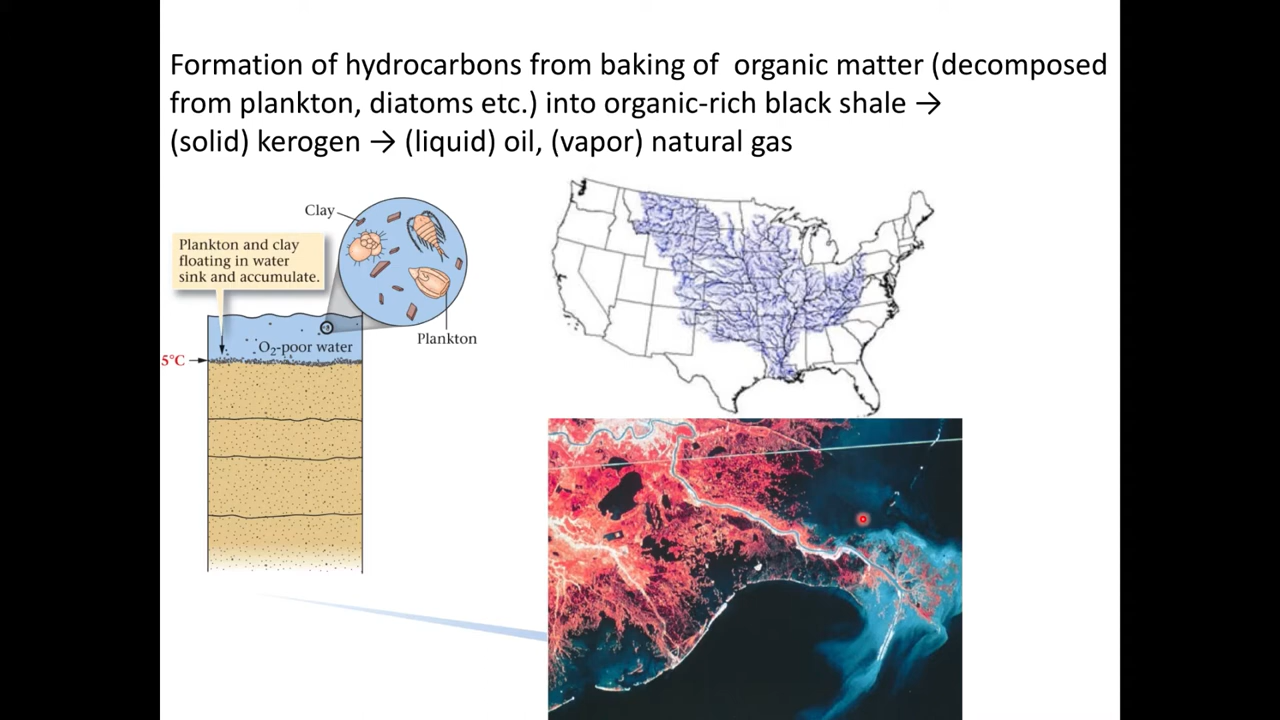 Formation of hydrocarbons from baking of organic matter (decomposed
from plankton, diatoms etc.) into organic-rich black shale →
(solid) kerogen → (liquid) oil, (vapor) natural gas
Clay
Plankton and clay
floating in water
sink and accumulate.
Plankton
O₂-poor water
5°C